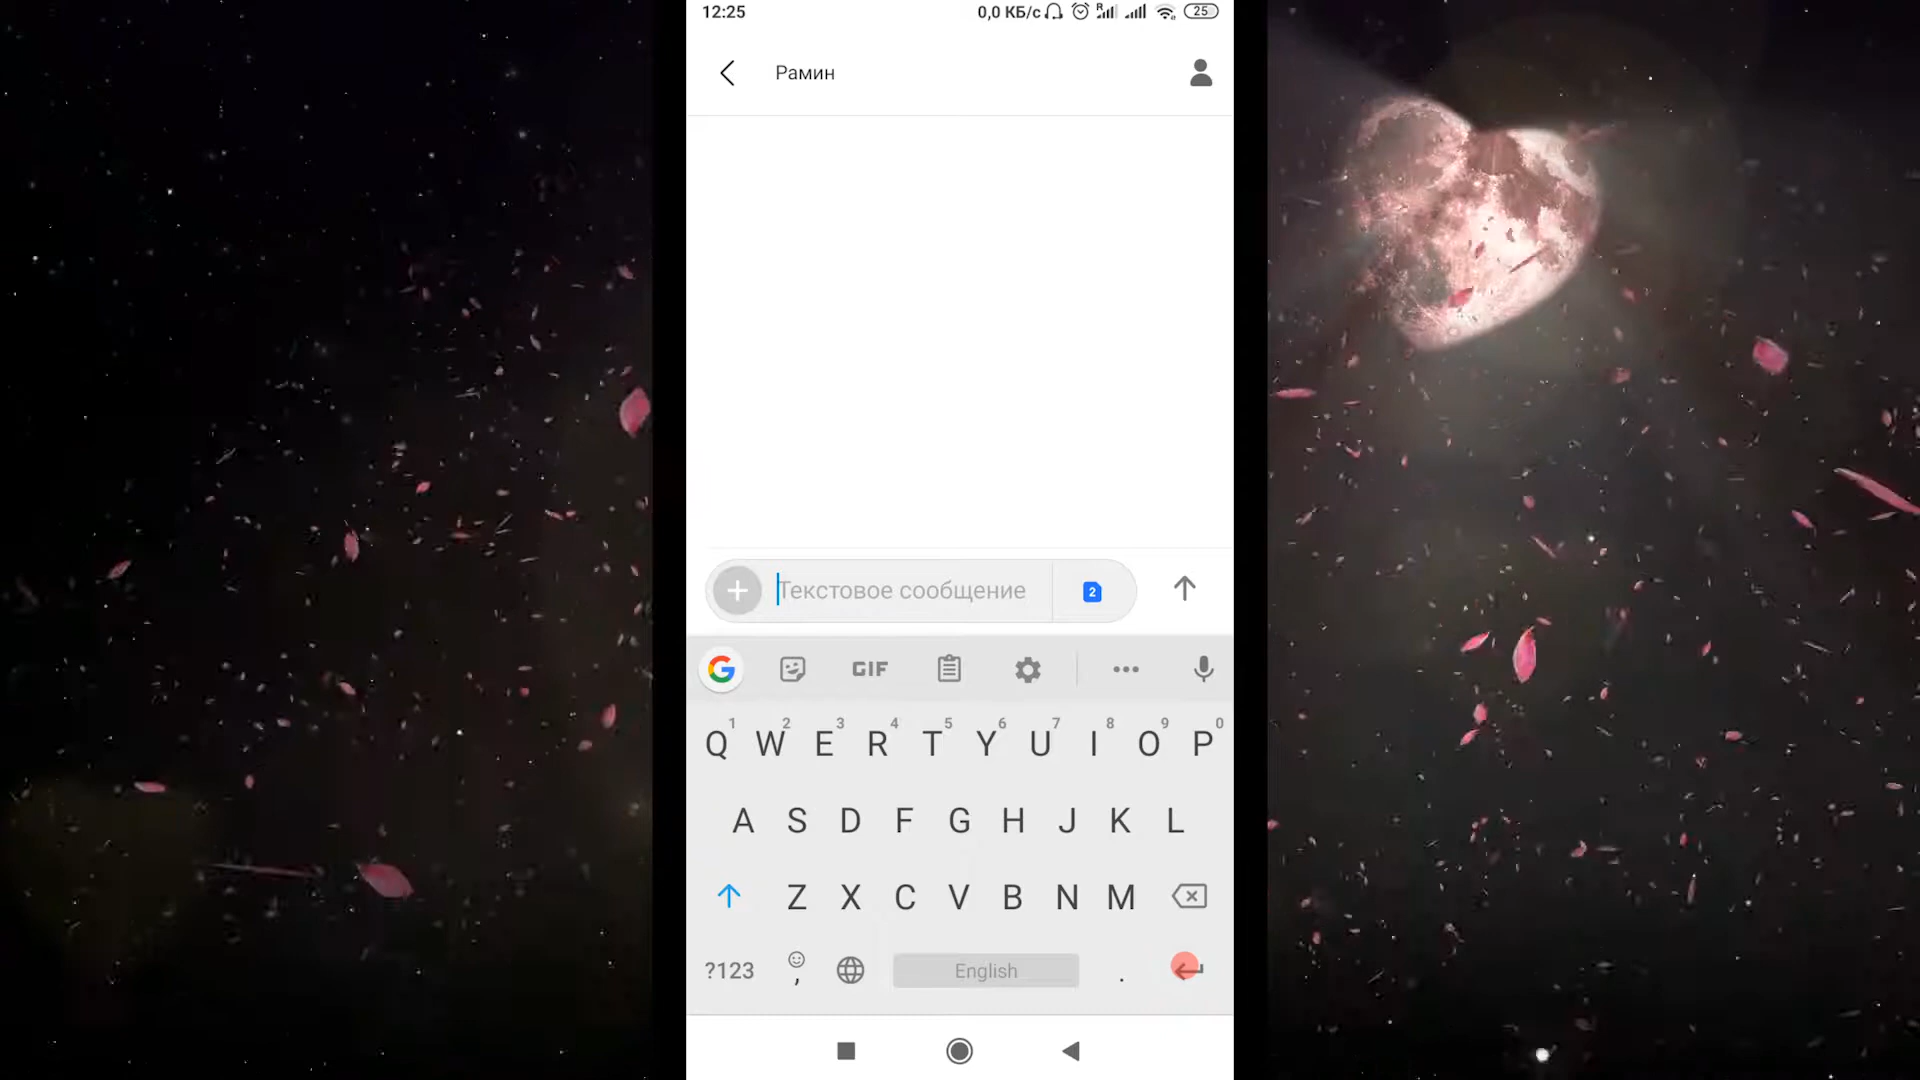 12:25 0,0 КБ/с R 25
Рамин
Текстовое сообщение 2
G GIF
1 2 3 4 5 6 7 8 9 0
Q W E R T Y U I O P
A S D F G H J K L
Z X C V B N M
?123 , English .